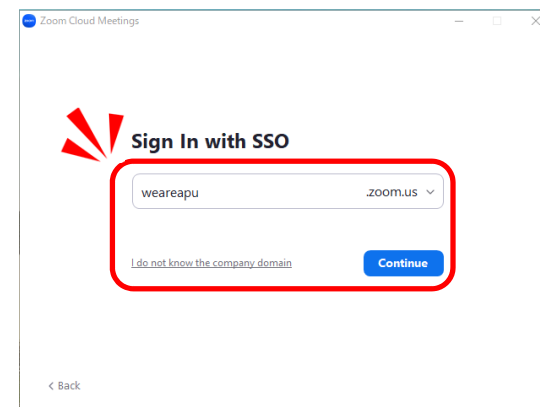 Zoom Cloud Meetings
Sign In with SSO
weareapu .zoom.us
I do not know the company domain Continue
Back